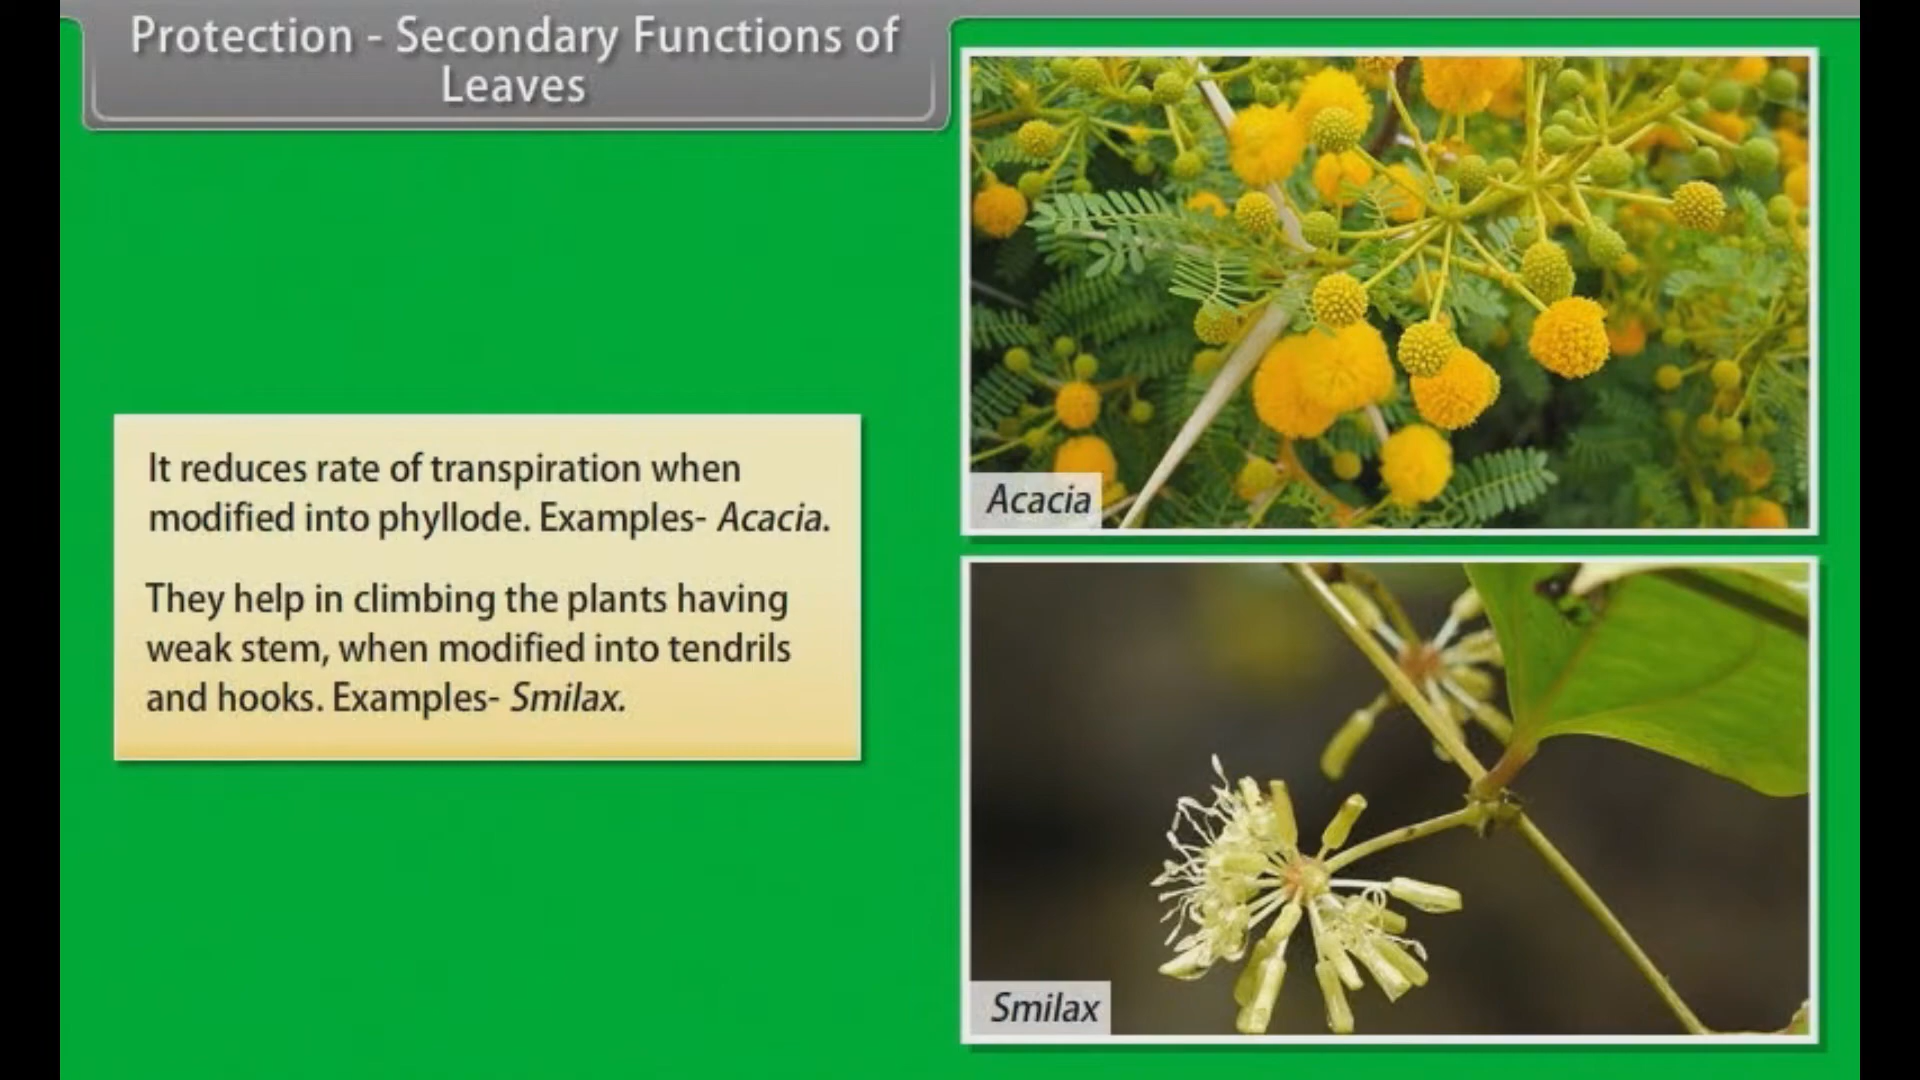 Protection - Secondary Functions of
Leaves
It reduces rate of transpiration when
modified into phyllode. Examples- Acacia.
They help in climbing the plants having
weak stem, when modified into tendrils
and hooks. Examples- Smilax.
Acacia
Smilax